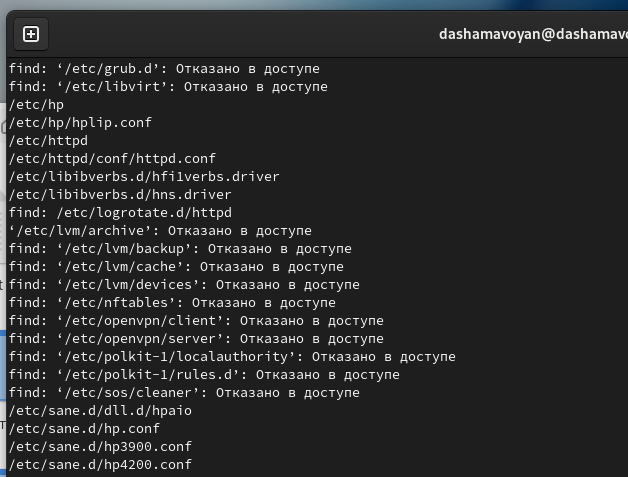 dashamavoyan@dashamavo
find: ‘/etc/grub.d’: Отказано в доступе
find: ‘/etc/libvirt’: Отказано в доступе
/etc/hp
/etc/hp/hplip.conf
/etc/httpd
/etc/httpd/conf/httpd.conf
/etc/libibverbs.d/hfi1verbs.driver
/etc/libibverbs.d/hns.driver
find: /etc/logrotate.d/httpd
‘/etc/lvm/archive’: Отказано в доступе
find: ‘/etc/lvm/backup’: Отказано в доступе
find: ‘/etc/lvm/cache’: Отказано в доступе
find: ‘/etc/lvm/devices’: Отказано в доступе
find: ‘/etc/nftables’: Отказано в доступе
find: ‘/etc/openvpn/client’: Отказано в доступе
find: ‘/etc/openvpn/server’: Отказано в доступе
find: ‘/etc/polkit-1/localauthority’: Отказано в доступе
find: ‘/etc/polkit-1/rules.d’: Отказано в доступе
find: ‘/etc/sos/cleaner’: Отказано в доступе
/etc/sane.d/dll.d/hpaio
/etc/sane.d/hp.conf
/etc/sane.d/hp3900.conf
/etc/sane.d/hp4200.conf